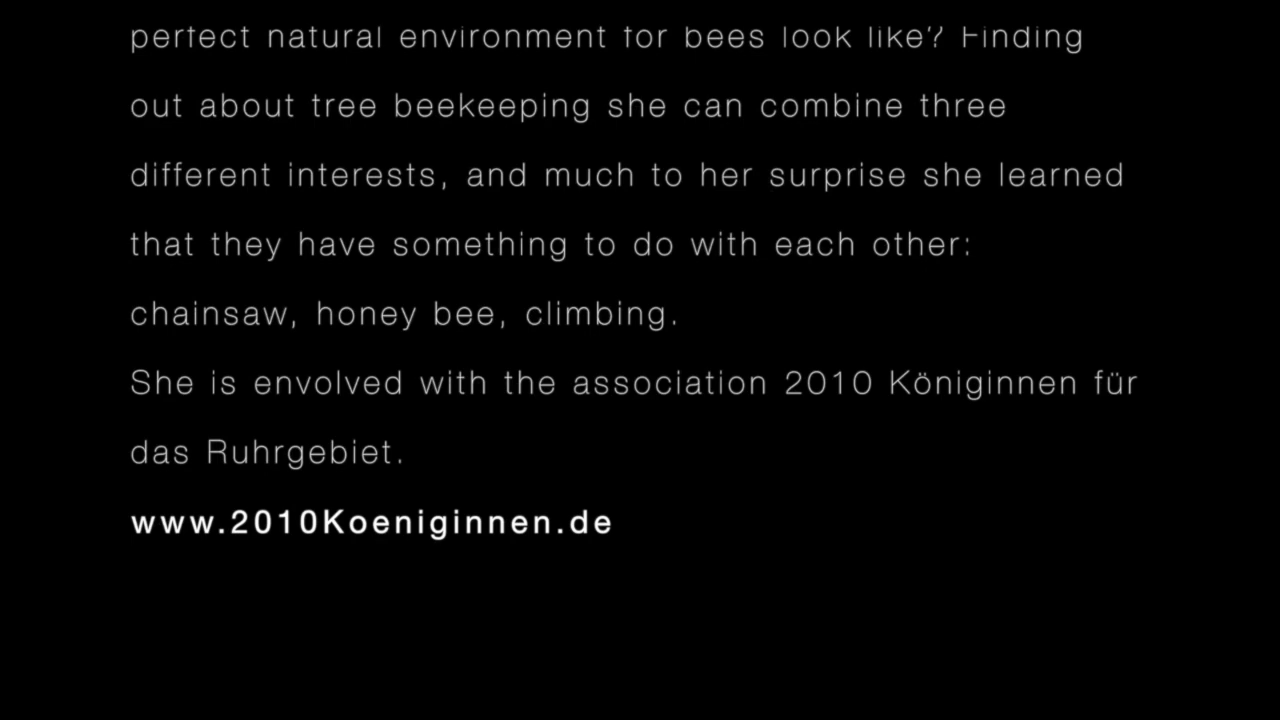 perfect natural environment for bees look like? Finding
out about tree beekeeping she can combine three
different interests, and much to her surprise she learned
that they have something to do with each other:
chainsaw, honey bee, climbing.
She is envolved with the association 2010 Königinnen für
das Ruhrgebiet.
www.2010Koeniginnen.de